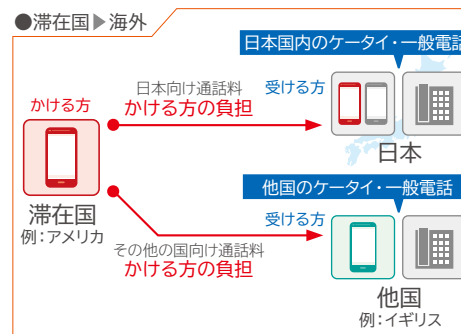 ●滞在国▶海外
日本国内のケータイ・一般電話
かける方
日本向け通話料
かける方の負担
受ける方
日本
滞在国
例：アメリカ
他国のケータイ・一般電話
受ける方
その他の国向け通話料
かける方の負担
他国
例：イギリス